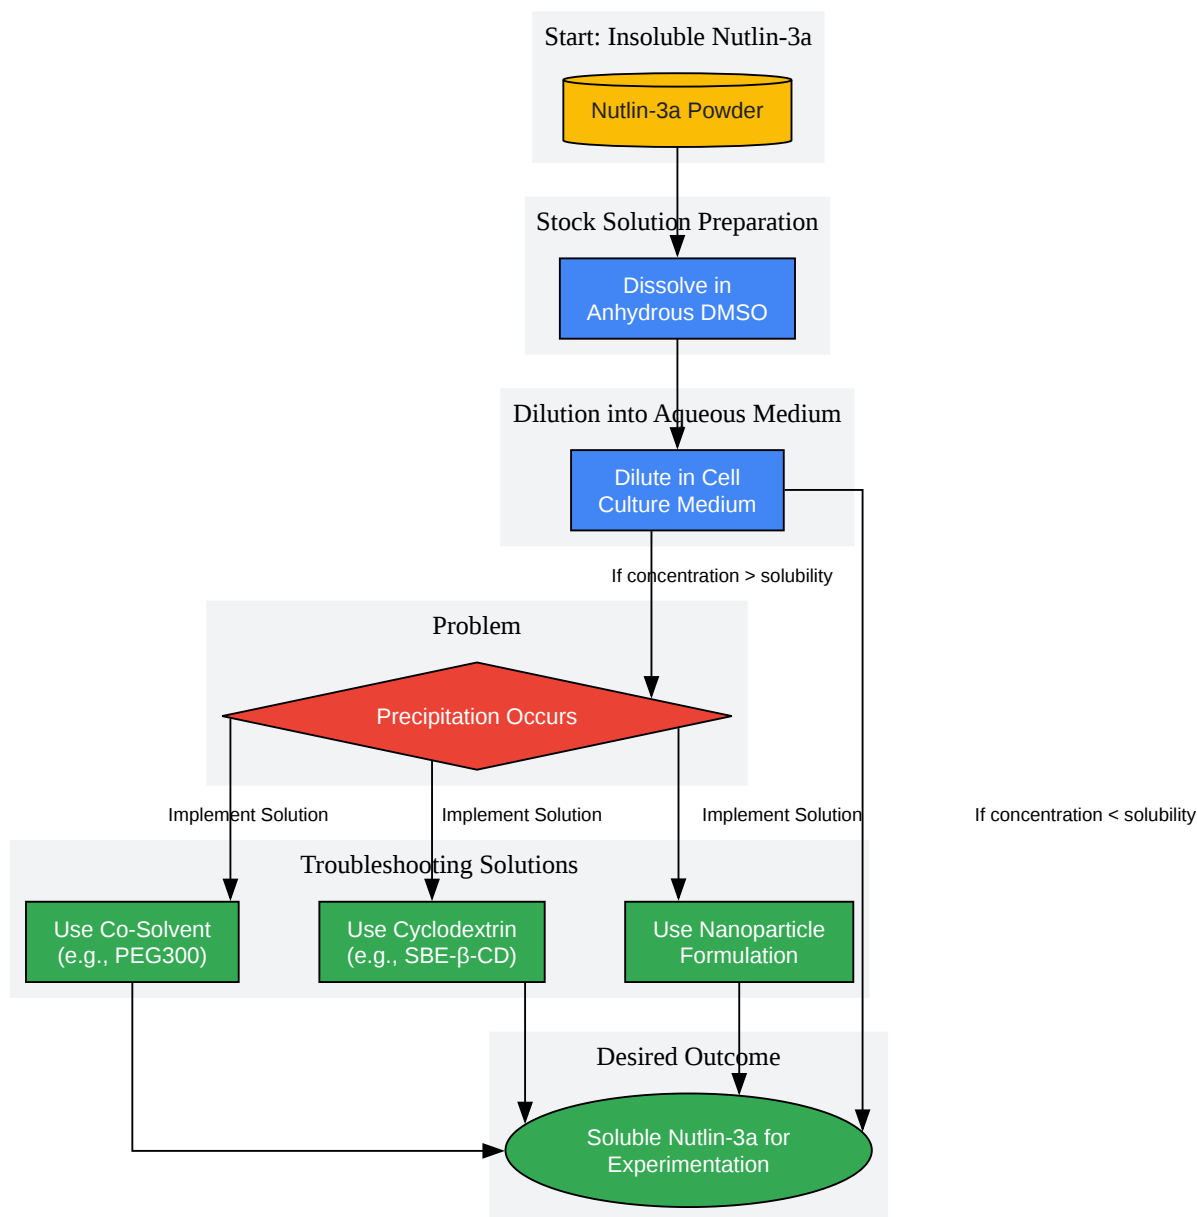 Start: Insoluble Nutlin-3a
Nutlin-3a Powder
Stock Solution Preparation
Dissolve in
Anhydrous DMSO
Dilution into Aqueous Medium
Dilute in Cell
Culture Medium
If concentration > solubility
Problem
Precipitation Occurs
Implement Solution
Implement Solution
Implement Solution
If concentration < solubility
Troubleshooting Solutions
Use Co-Solvent
(e.g., PEG300)
Use Cyclodextrin
(e.g., SBE-β-CD)
Use Nanoparticle
Formulation
Desired Outcome
Soluble Nutlin-3a for
Experimentation